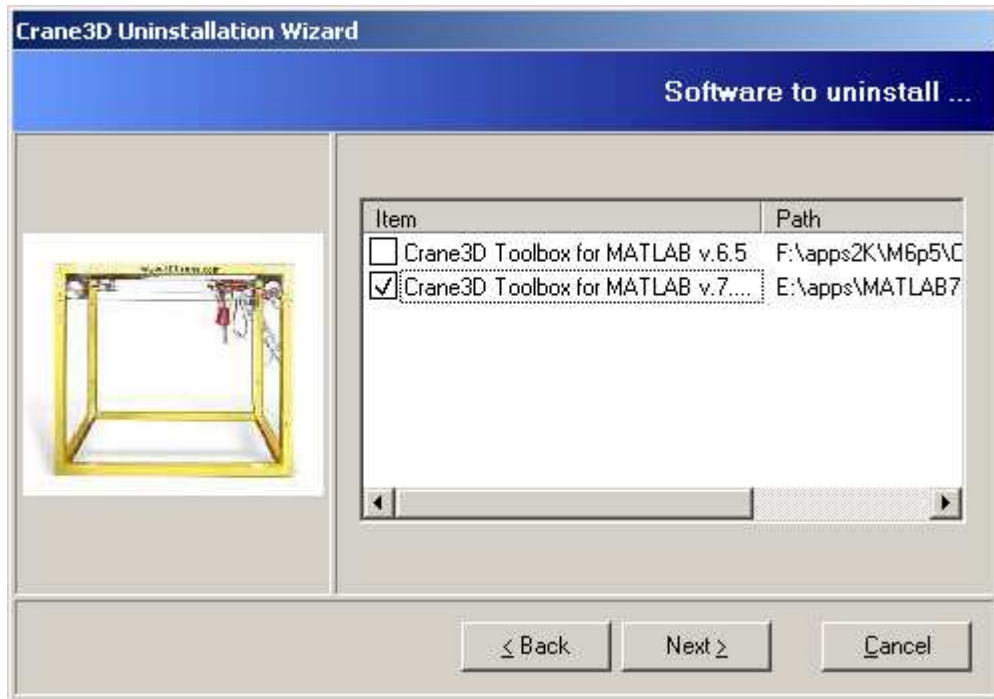 Crane3D Uninstallation Wizard
Software to uninstall ...
Item Path
Crane3D Toolbox for MATLAB v.6.5 F:\apps2K\M6p5\C
Crane3D Toolbox for MATLAB v.7.... E:\apps\MATLAB7
< Back Next > Cancel